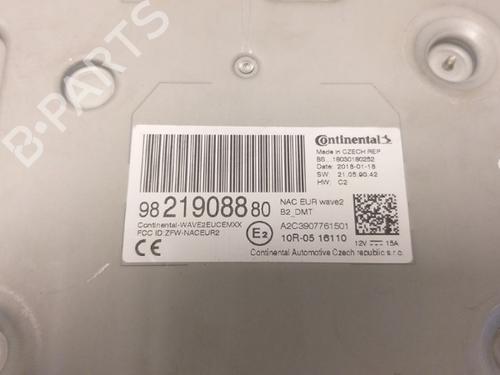 B-PARTS
Continental
Made in CZECH REP
BS...18030180252
Date: 2018-01-18
SW: 21.05.90.42
HW: C2
98 219088 80
NAC EUR wave2
B2_DMT
Continental-WAVE2EUCEMXX
FCC ID:ZFW-NACEUR2
A2C3907761501
CE
E2
10R-05 16110
12V 15A
Continental Automotive Czech republic s.r.o.